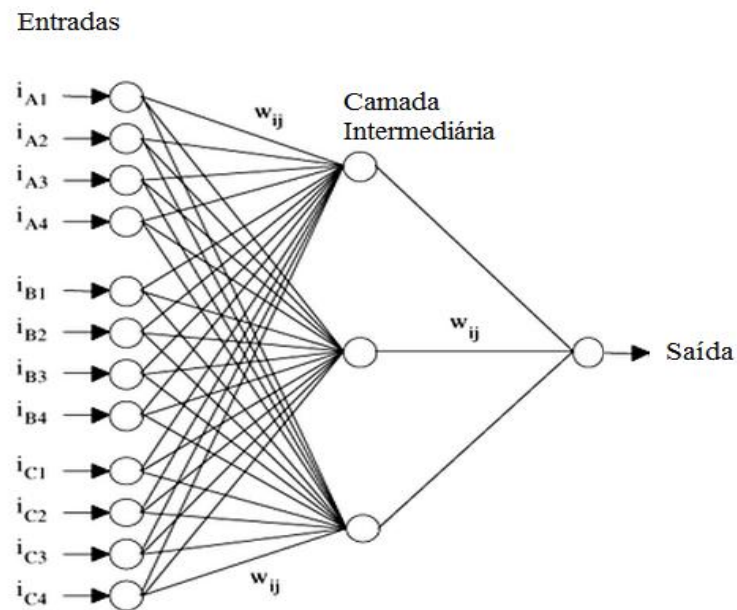 Entradas
i_A1
i_A2
i_A3
i_A4
i_B1
i_B2
i_B3
i_B4
i_C1
i_C2
i_C3
i_C4
w_ij
Camada
Intermediária
w_ij
w_ij
Saída